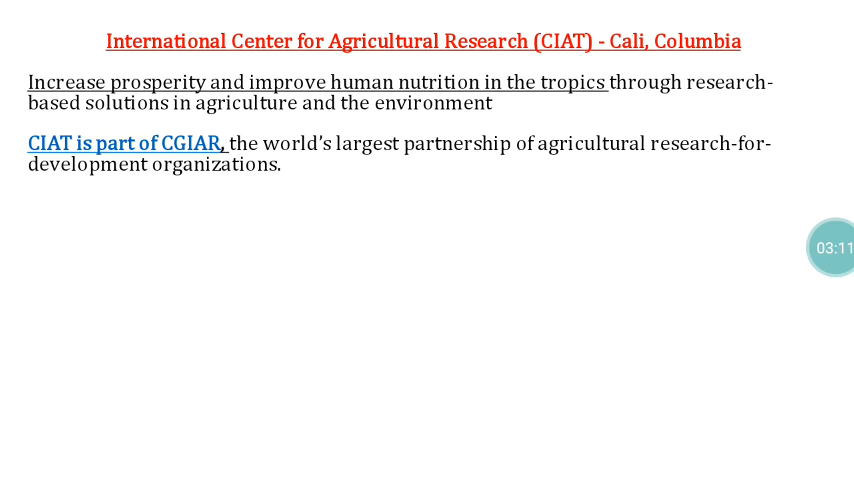 International Center for Agricultural Research (CIAT) - Cali, Columbia
Increase prosperity and improve human nutrition in the tropics through research-
based solutions in agriculture and the environment
CIAT is part of CGIAR, the world’s largest partnership of agricultural research-for-
development organizations.
03:11